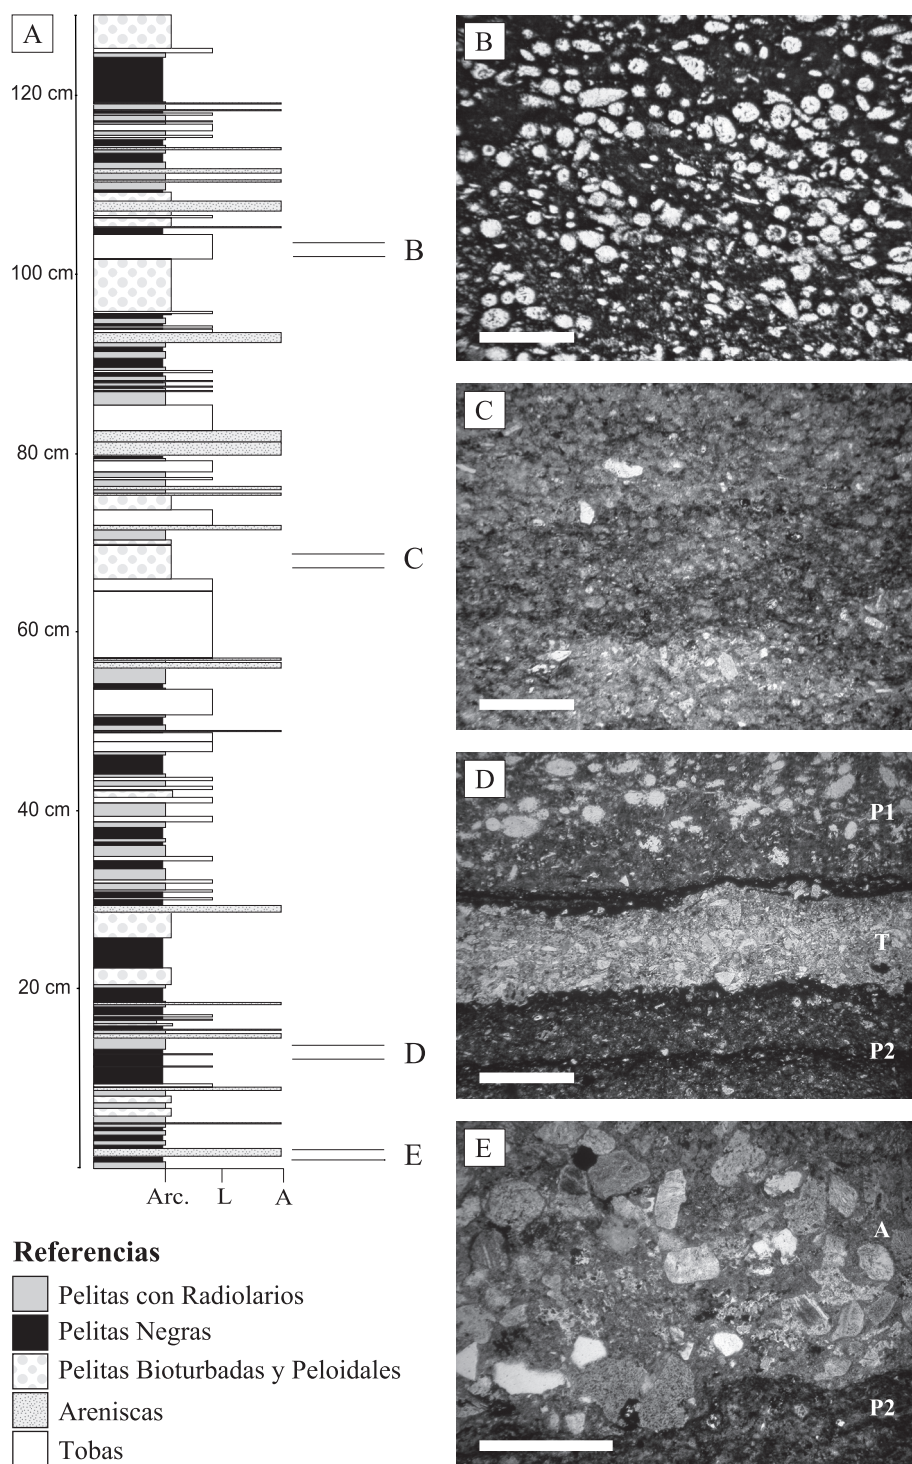 A
120 cm
100 cm
80 cm
60 cm
40 cm
20 cm
B
C
D
E
Arc. L A
Referencias
Pelitas con Radiolarios
Pelitas Negras
Pelitas Bioturbadas y Peloidales
Areniscas
Tobas
B
C
D
P1
T
P2
E
A
P2